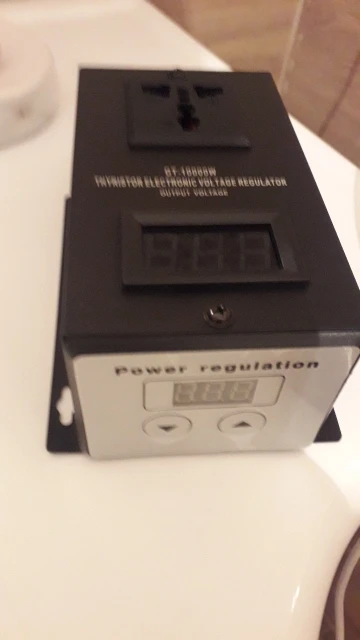 DT-10000W
THYRISTOR ELECTRONIC VOLTAGE REGULATOR
OUTPUT VOLTAGE
Power regulation